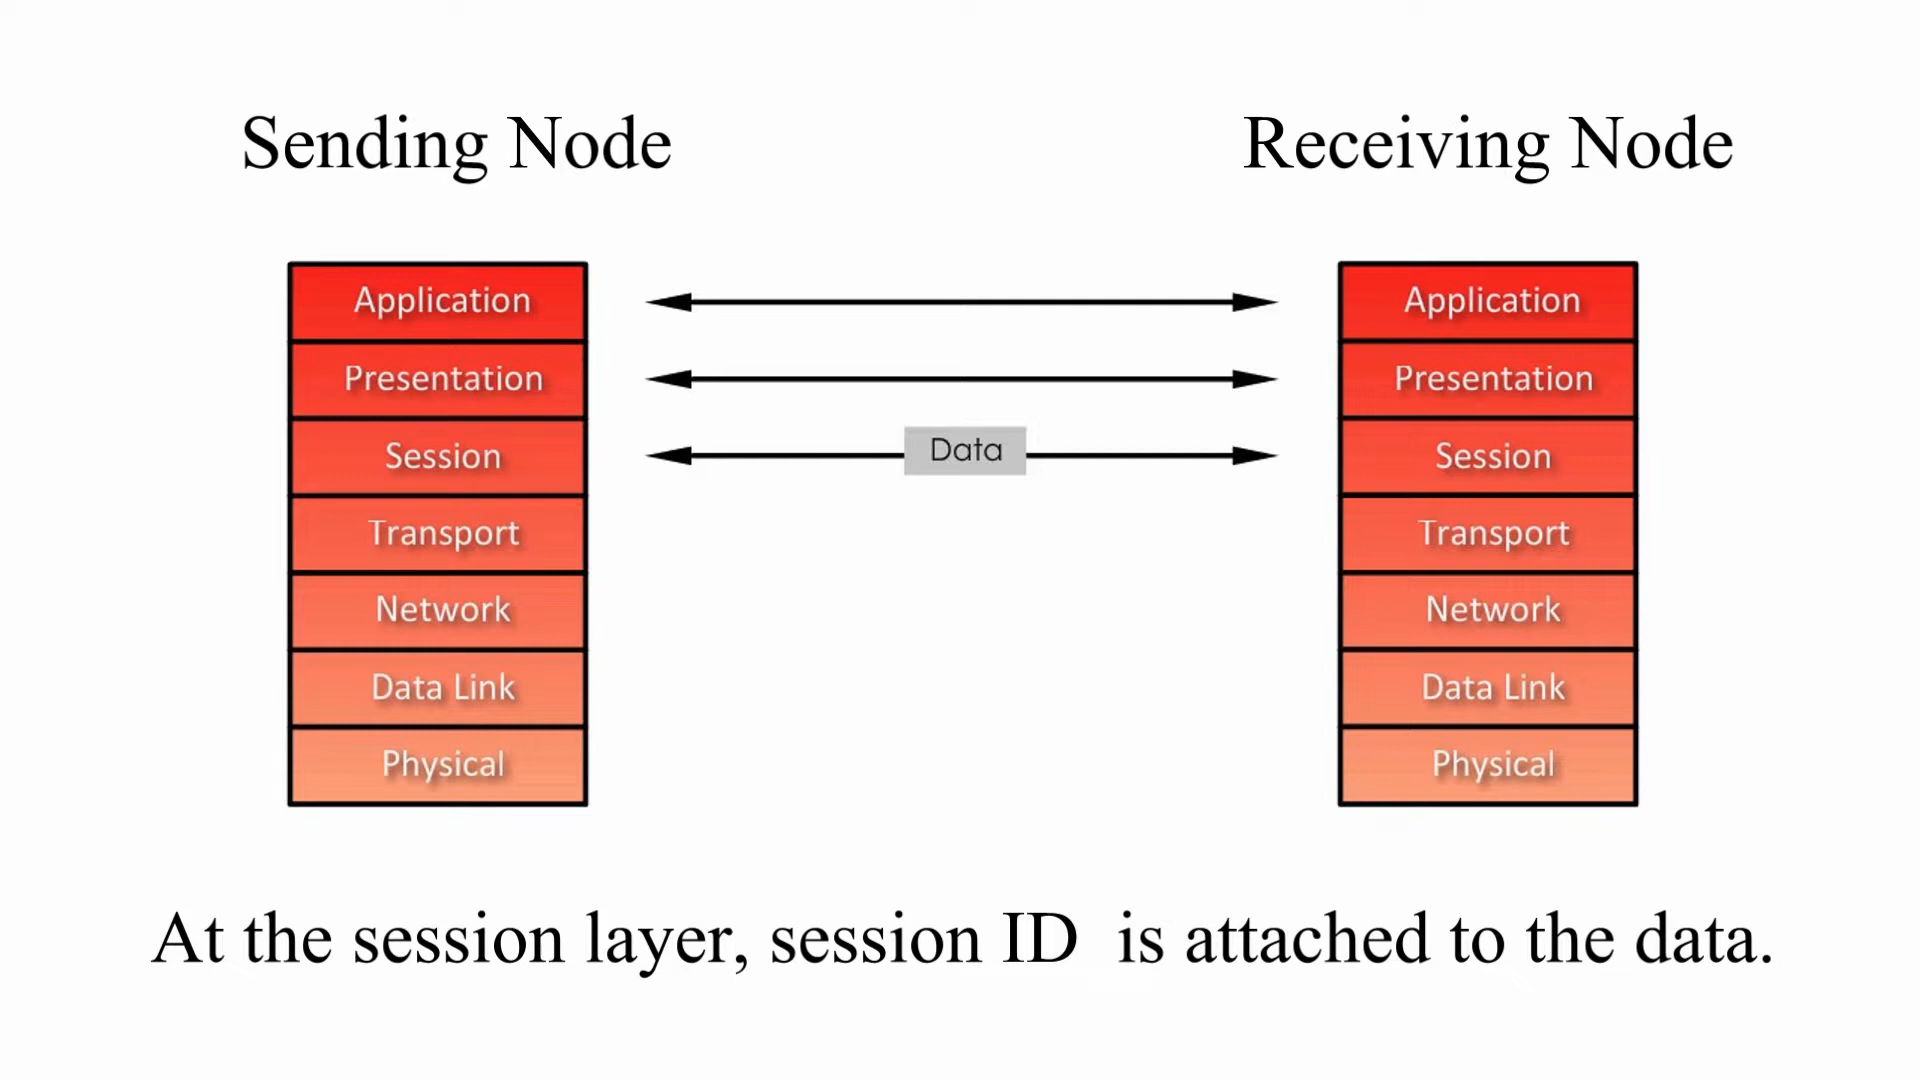 Sending Node
Receiving Node
Application
Presentation
Session
Transport
Network
Data Link
Physical
Data
Application
Presentation
Session
Transport
Network
Data Link
Physical
At the session layer, session ID is attached to the data.